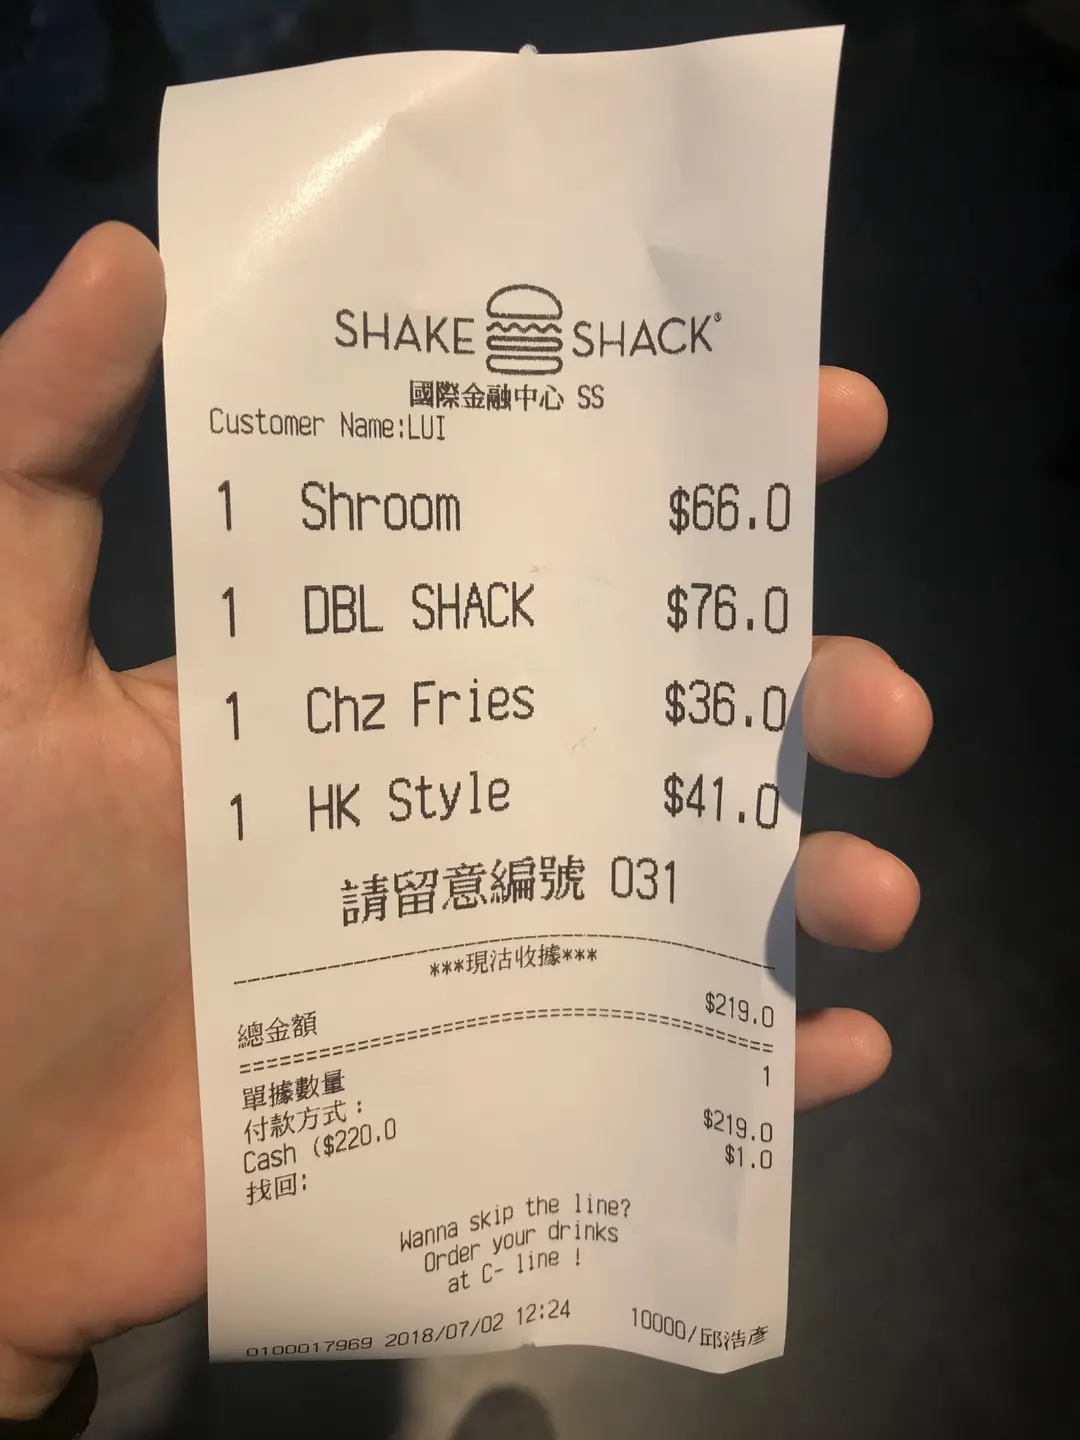 SHAKE SHACK®
國際金融中心 SS
Customer Name:LUI
1 Shroom $66.0
1 DBL SHACK $76.0
1 Chz Fries $36.0
1 HK Style $41.0
請留意編號 031
***現沽收據***
總金額 $219.0
單據數量 1
付款方式：
Cash ($220.0 $219.0
找回: $1.0
Wanna skip the line?
Order your drinks
at C- line !
0100017969 2018/07/02 12:24 10000/邱浩彥